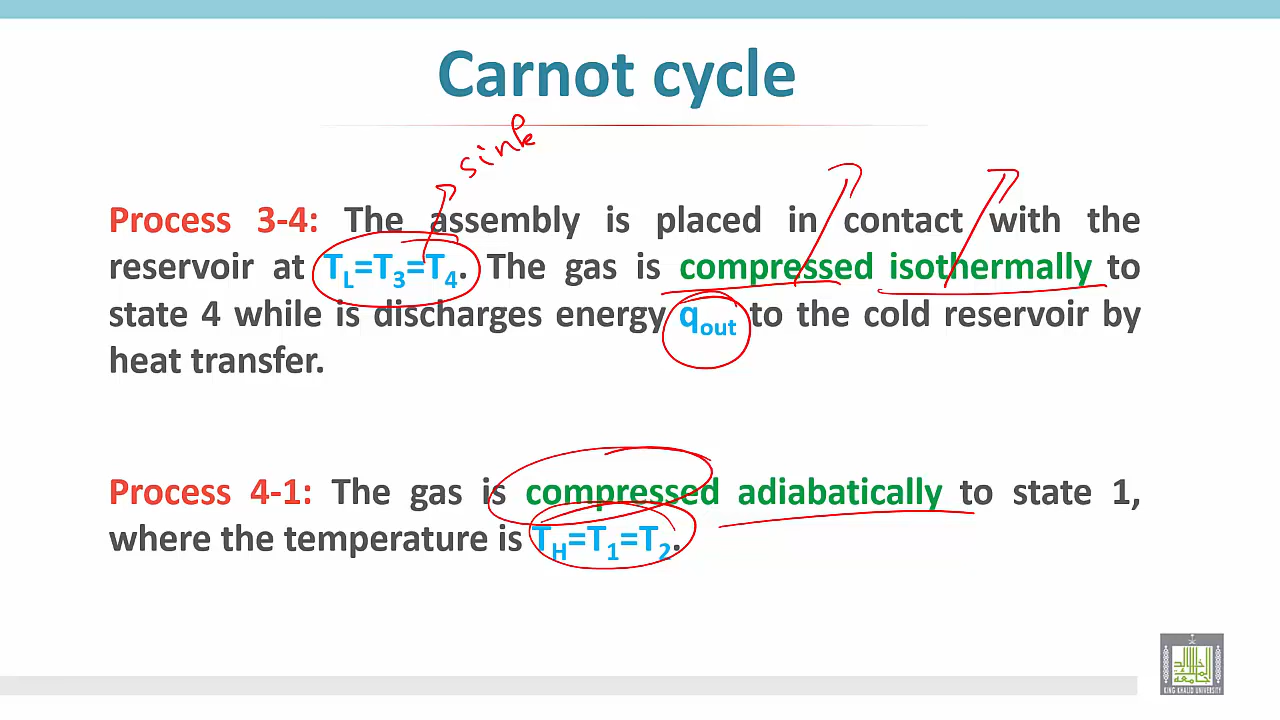 Carnot cycle
sink
Process 3-4: The assembly is placed in contact with the
reservoir at TL=T3=T4. The gas is compressed isothermally to
state 4 while is discharges energy qout to the cold reservoir by
heat transfer.
Process 4-1: The gas is compressed adiabatically to state 1,
where the temperature is TH=T1=T2.
KING KHALID UNIVERSITY